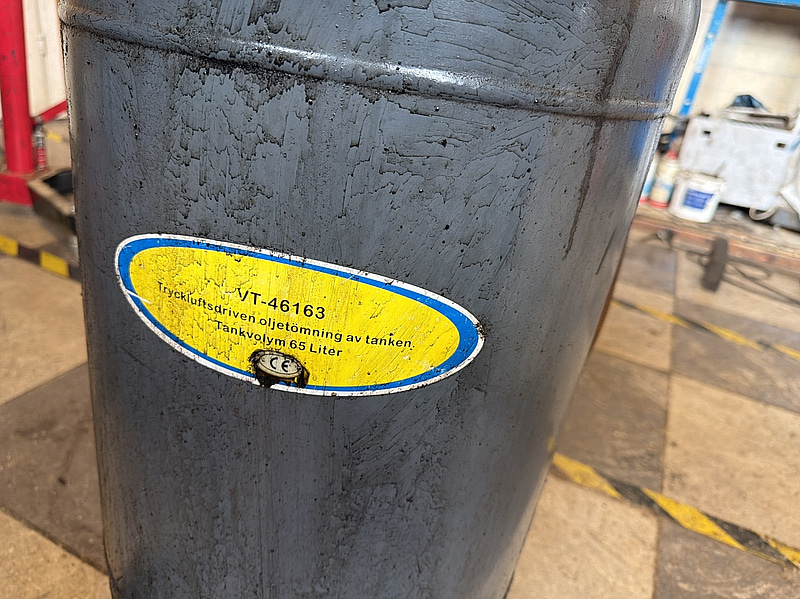 VT-46163
Tryckluftsdriven oljetömning av tanken.
Tankvolym 65 Liter
CE